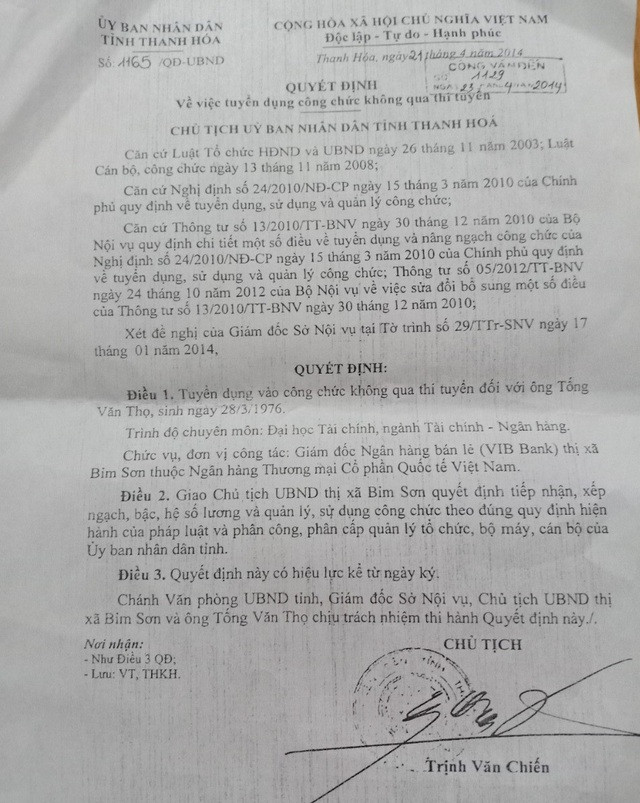 ỦY BAN NHÂN DÂN
TỈNH THANH HÓA
Số: 1165 /QĐ-UBND
CỘNG HÒA XÃ HỘI CHỦ NGHĨA VIỆT NAM
Độc lập - Tự do - Hạnh phúc
Thanh Hóa, ngày 21 tháng 4 năm 2014
CÔNG VĂN ĐẾN
SỐ 1129
NGÀY 23 THÁNG 4 NĂM 2014
QUYẾT ĐỊNH
Về việc tuyển dụng công chức không qua thi tuyển
CHỦ TỊCH UỶ BAN NHÂN DÂN TỈNH THANH HOÁ
Căn cứ Luật Tổ chức HĐND và UBND ngày 26 tháng 11 năm 2003; Luật
Cán bộ, công chức ngày 13 tháng 11 năm 2008;
Căn cứ Nghị định số 24/2010/NĐ-CP ngày 15 tháng 3 năm 2010 của Chính
phủ quy định về tuyển dụng, sử dụng và quản lý công chức;
Căn cứ Thông tư số 13/2010/TT-BNV ngày 30 tháng 12 năm 2010 của Bộ
Nội vụ quy định chi tiết một số điều về tuyển dụng và nâng ngạch công chức của
Nghị định số 24/2010/NĐ-CP ngày 15 tháng 3 năm 2010 của Chính phủ quy định
về tuyển dụng, sử dụng và quản lý công chức; Thông tư số 05/2012/TT-BNV
ngày 24 tháng 10 năm 2012 của Bộ Nội vụ về việc sửa đổi bổ sung một số điều
của Thông tư số 13/2010/TT-BNV ngày 30 tháng 12 năm 2010;
Xét đề nghị của Giám đốc Sở Nội vụ tại Tờ trình số 29/TTr-SNV ngày 17
tháng 01 năm 2014,
QUYẾT ĐỊNH:
Điều 1. Tuyển dụng vào công chức không qua thi tuyển đối với ông Tống
Văn Thọ, sinh ngày 28/3/1976.
Trình độ chuyên môn: Đại học Tài chính, ngành Tài chính - Ngân hàng.
Chức vụ, đơn vị công tác: Giám đốc Ngân hàng bán lẻ (VIB Bank) thị xã
Bỉm Sơn thuộc Ngân hàng Thương mại Cổ phần Quốc tế Việt Nam.
Điều 2. Giao Chủ tịch UBND thị xã Bỉm Sơn quyết định tiếp nhận, xếp
ngạch, bậc, hệ số lương và quản lý, sử dụng công chức theo đúng quy định hiện
hành của pháp luật và phân công, phân cấp quản lý tổ chức, bộ máy, cán bộ của
Ủy ban nhân dân tỉnh.
Điều 3. Quyết định này có hiệu lực kể từ ngày ký.
Chánh Văn phòng UBND tỉnh, Giám đốc Sở Nội vụ, Chủ tịch UBND thị
xã Bỉm Sơn và ông Tống Văn Thọ chịu trách nhiệm thi hành Quyết định này./.
Nơi nhận:
- Như Điều 3 QĐ;
- Lưu: VT, THKH.
CHỦ TỊCH
Trịnh Văn Chiến